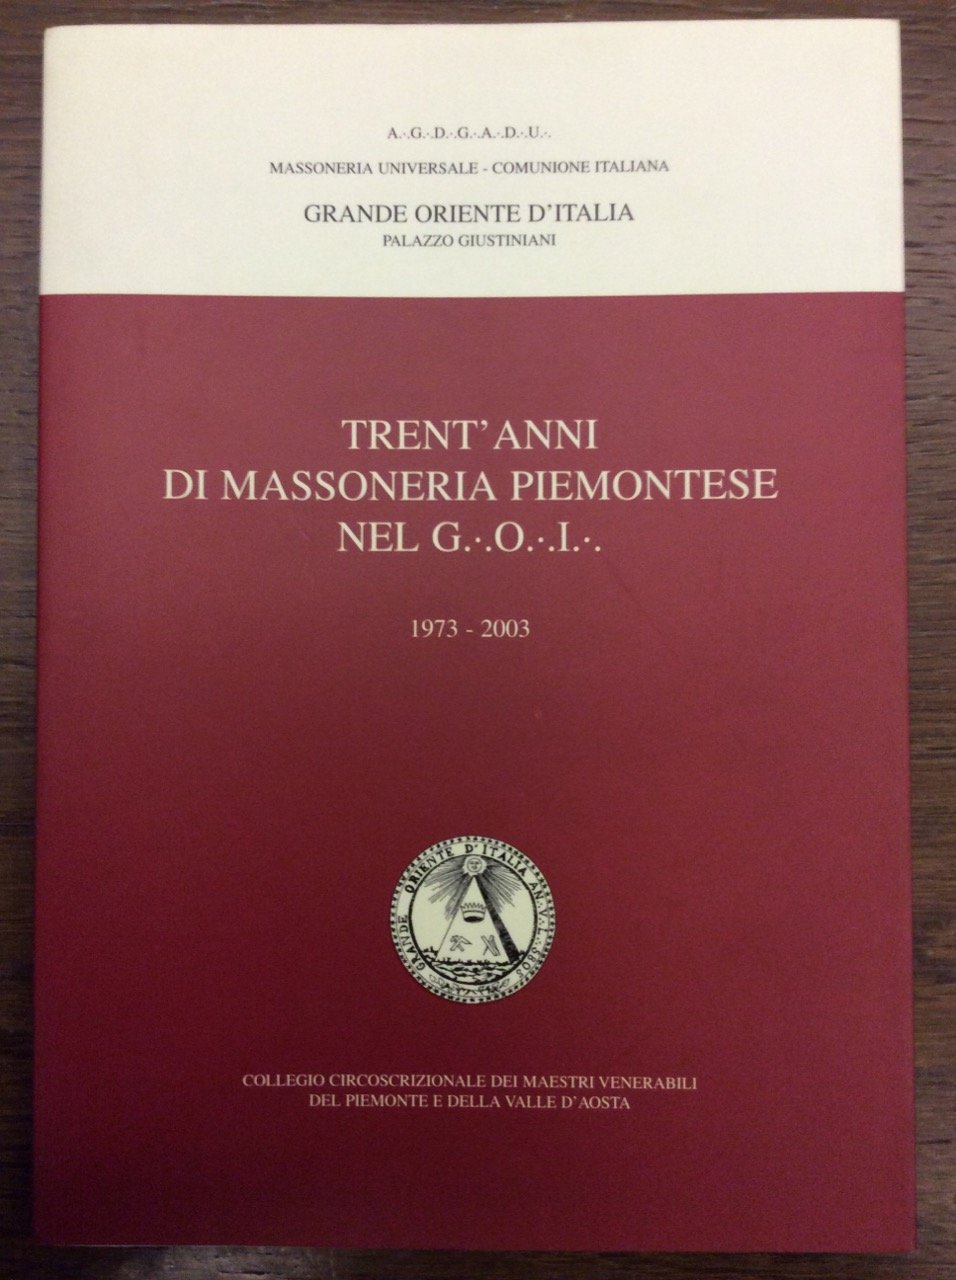 A.·.G.·.D.·.G.·.A.·.D.·.U.·.
MASSONERIA UNIVERSALE - COMUNIONE ITALIANA
GRANDE ORIENTE D'ITALIA
PALAZZO GIUSTINIANI
TRENT'ANNI
DI MASSONERIA PIEMONTESE
NEL G.·.O.·.I.·.
1973 - 2003
GRANDE ORIENTE D'ITALIA AN.·.V.·.L.·.
COLLEGIO CIRCOSCRIZIONALE DEI MAESTRI VENERABILI
DEL PIEMONTE E DELLA VALLE D'AOSTA